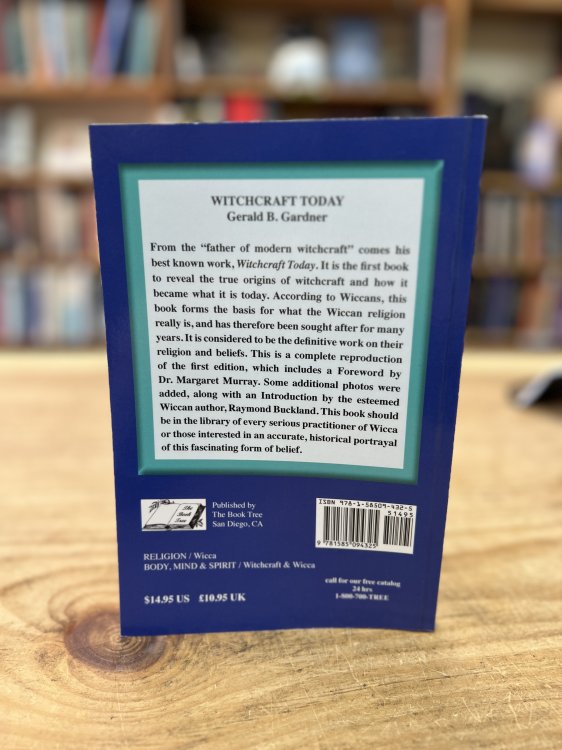 WITCHCRAFT TODAY
Gerald B. Gardner
From the “father of modern witchcraft” comes his
best known work, Witchcraft Today. It is the first book
to reveal the true origins of witchcraft and how it
became what it is today. According to Wiccans, this
book forms the basis for what the Wiccan religion
really is, and has therefore been sought after for many
years. It is considered to be the definitive work on their
religion and beliefs. This is a complete reproduction
of the first edition, which includes a Foreword by
Dr. Margaret Murray. Some additional photos were
added, along with an Introduction by the esteemed
Wiccan author, Raymond Buckland. This book should
be in the library of every serious practitioner of Wicca
or those interested in an accurate, historical portrayal
of this fascinating form of belief.
The
Book
Tree
Published by
The Book Tree
San Diego, CA
ISBN 978-1-58509-432-5
51495
9 781585 094325
RELIGION / Wicca
BODY, MIND & SPIRIT / Witchcraft & Wicca
$14.95 US £10.95 UK
call for our free catalog
24 hrs
1-800-700-TREE